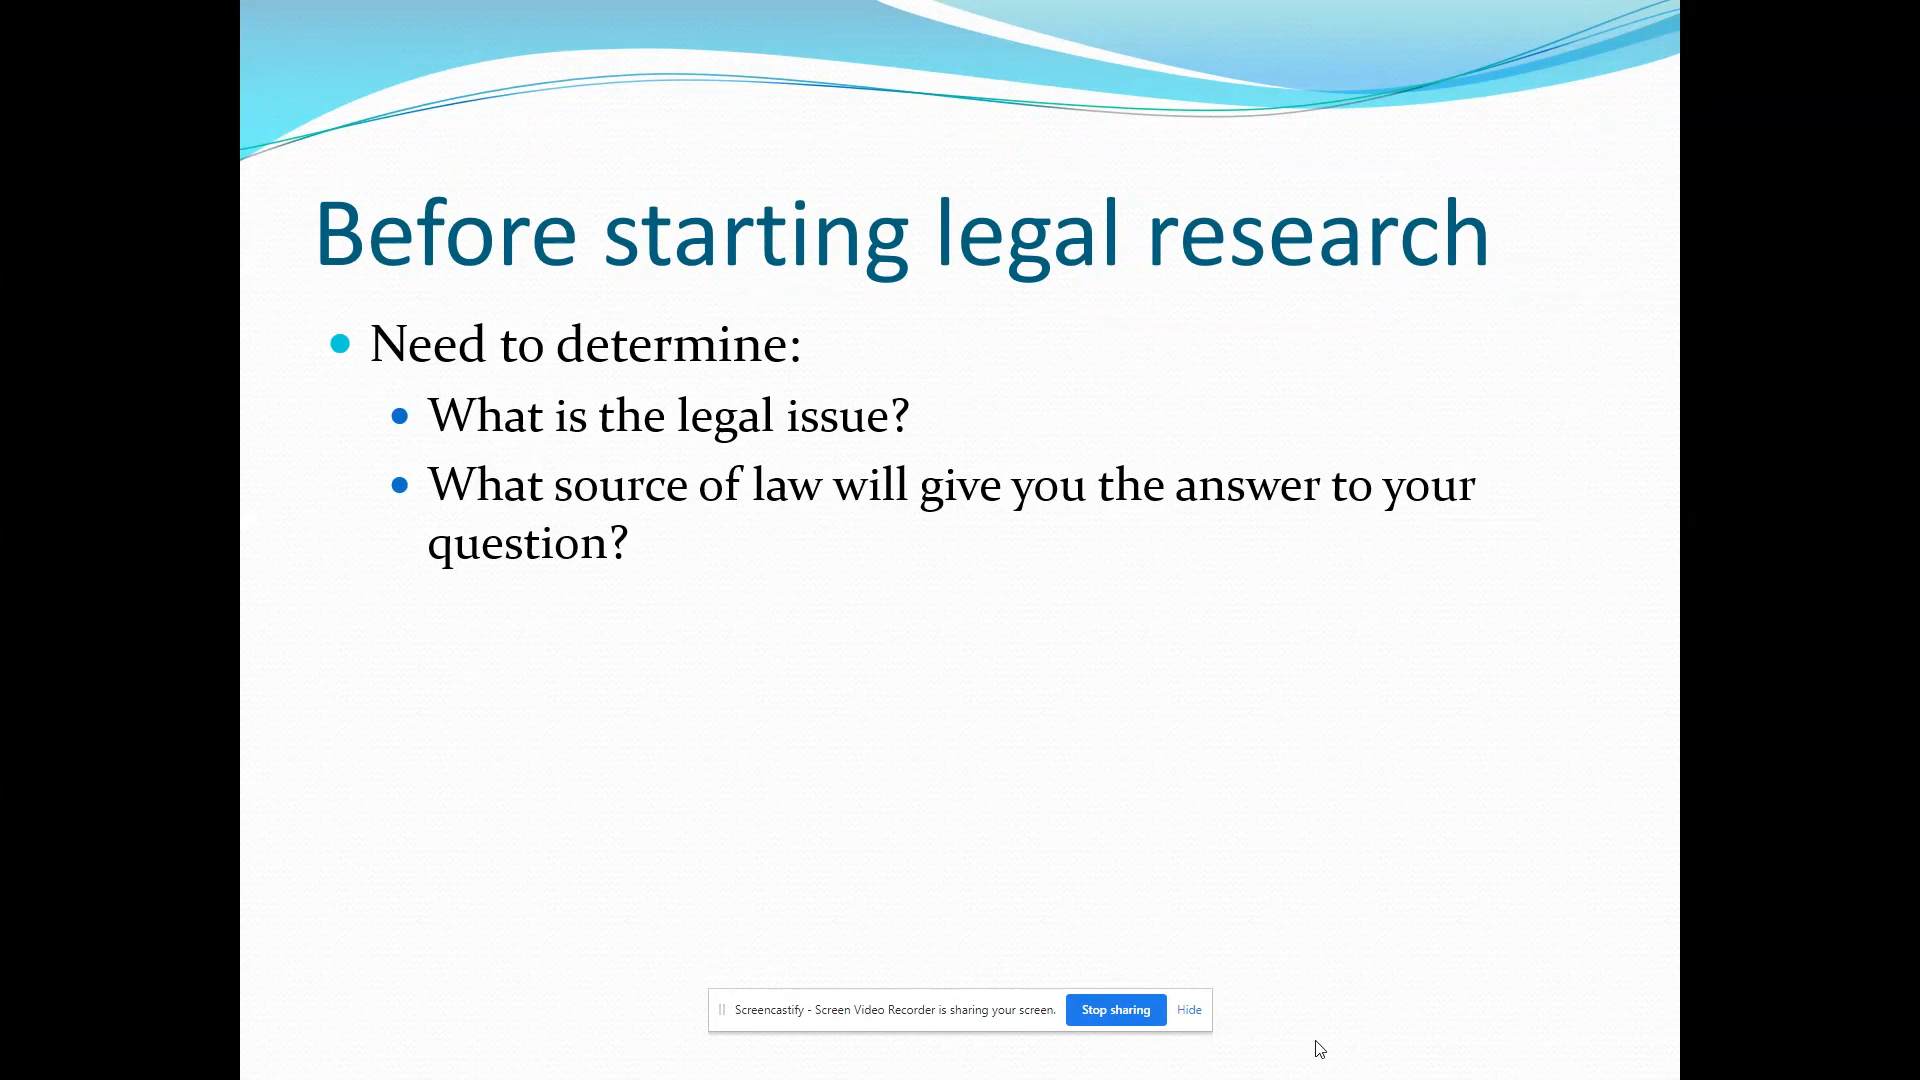 Before starting legal research
Need to determine:
What is the legal issue?
What source of law will give you the answer to your
question?
Screencastify - Screen Video Recorder is sharing your screen. Stop sharing Hide